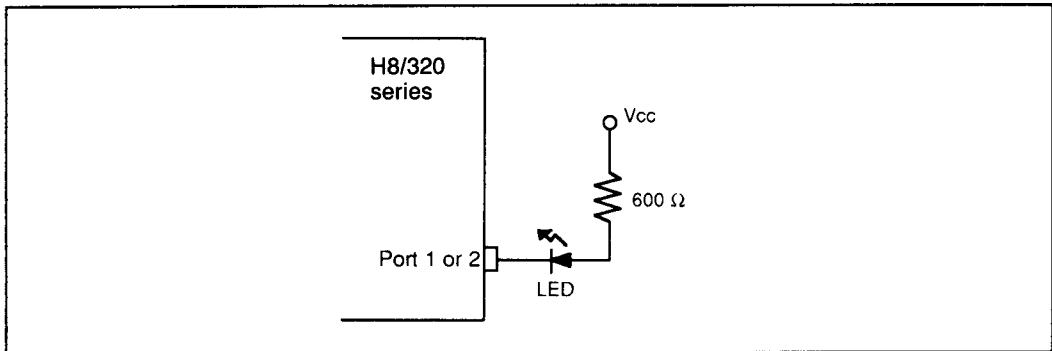 H8/320
series
Vcc
600 Ω
Port 1 or 2
LED